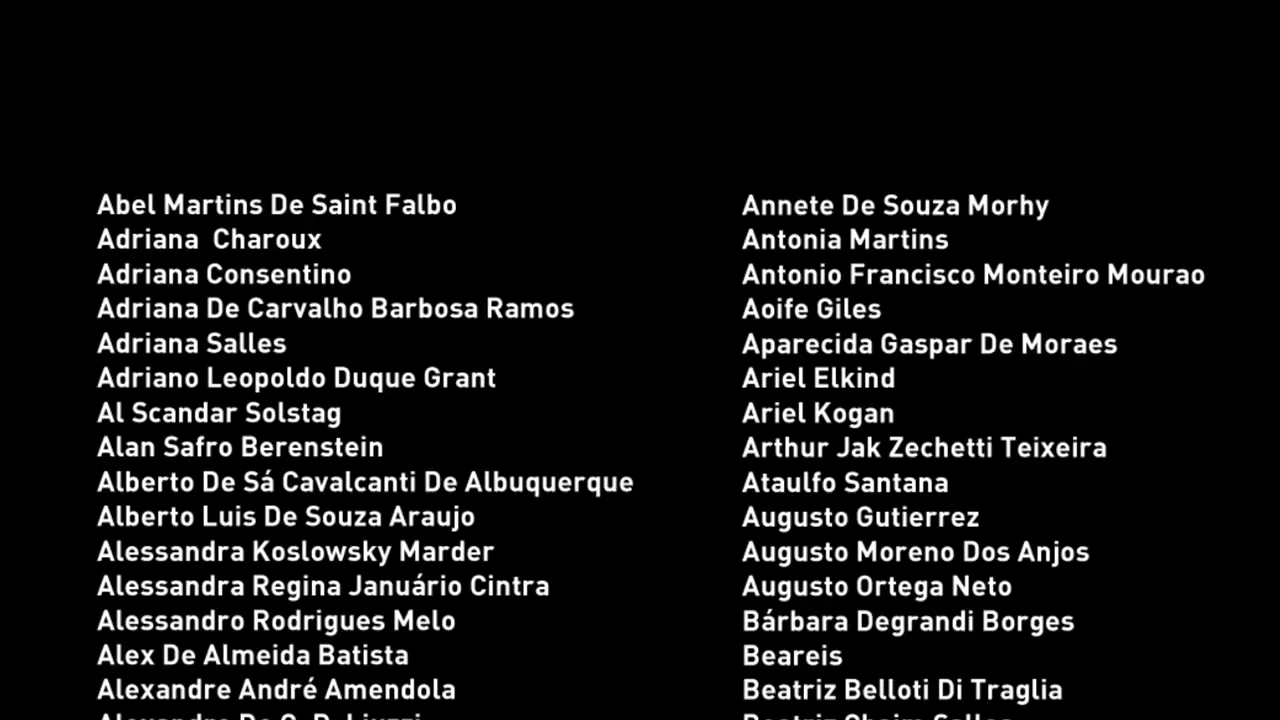 Abel Martins De Saint Falbo
Adriana  Charoux
Adriana Consentino
Adriana De Carvalho Barbosa Ramos
Adriana Salles
Adriano Leopoldo Duque Grant
Al Scandar Solstag
Alan Safro Berenstein
Alberto De Sá Cavalcanti De Albuquerque
Alberto Luis De Souza Araujo
Alessandra Koslowsky Marder
Alessandra Regina Januário Cintra
Alessandro Rodrigues Melo
Alex De Almeida Batista
Alexandre André Amendola
Annete De Souza Morhy
Antonia Martins
Antonio Francisco Monteiro Mourao
Aoife Giles
Aparecida Gaspar De Moraes
Ariel Elkind
Ariel Kogan
Arthur Jak Zechetti Teixeira
Ataulfo Santana
Augusto Gutierrez
Augusto Moreno Dos Anjos
Augusto Ortega Neto
Bárbara Degrandi Borges
Beareis
Beatriz Belloti Di Traglia